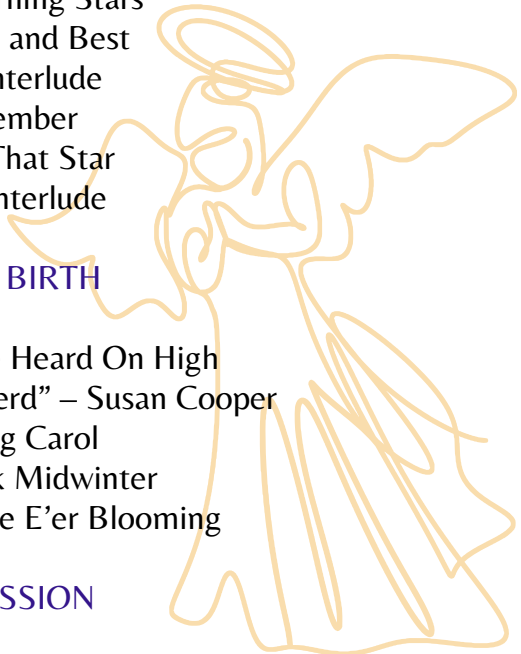 ning Stars
and Best
nterlude
ember
That Star
nterlude
BIRTH
Heard On High
erd” – Susan Cooper
g Carol
k Midwinter
e E’er Blooming
SSION